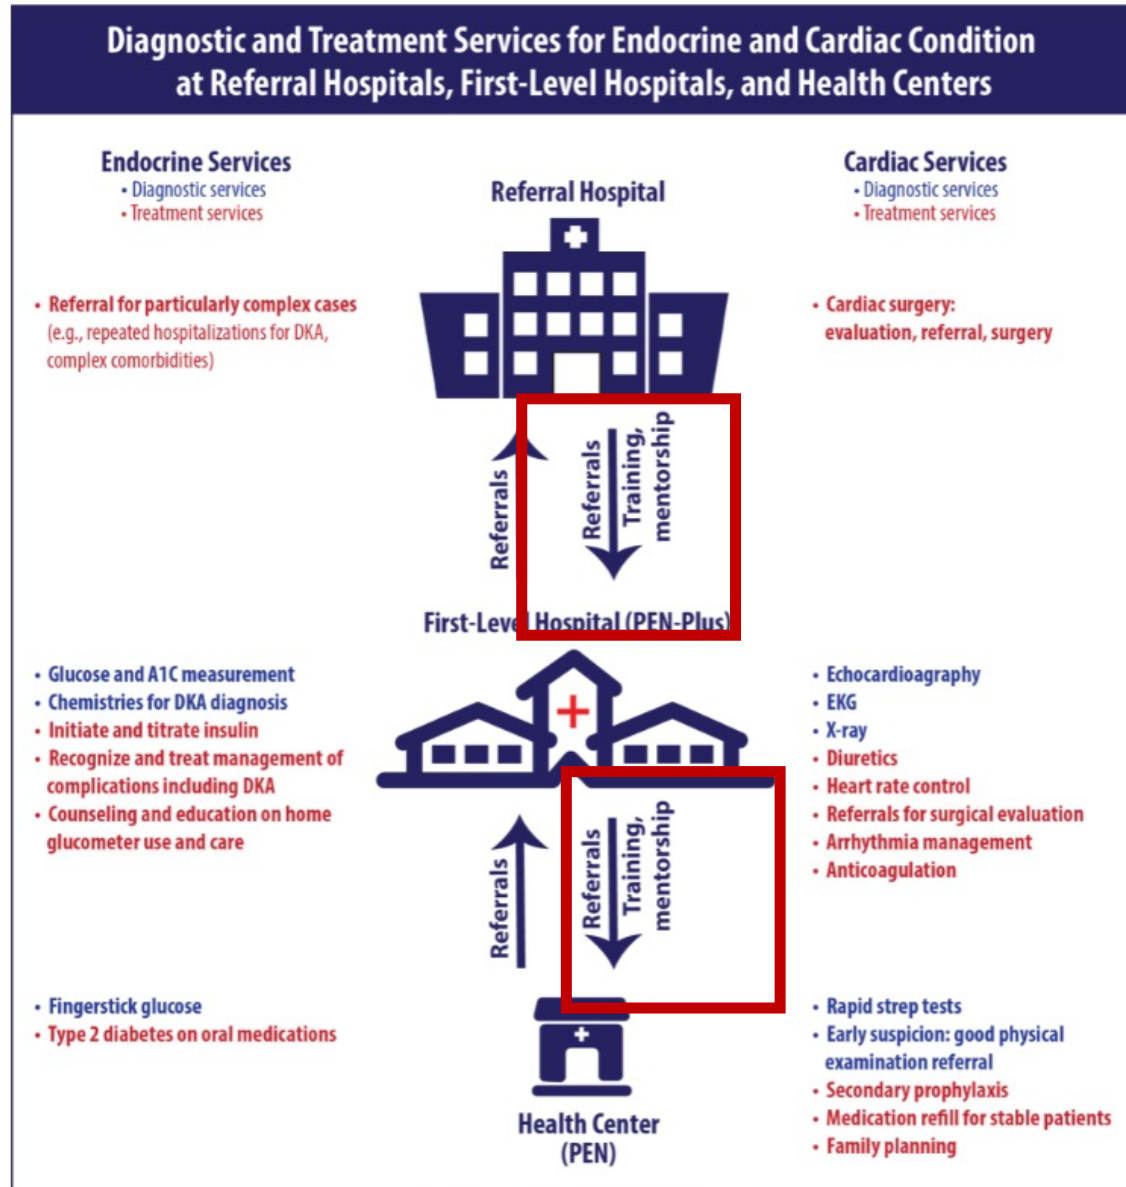 Diagnostic and Treatment Services for Endocrine and Cardiac Condition
at Referral Hospitals, First-Level Hospitals, and Health Centers
Endocrine Services
• Diagnostic services
• Treatment services
Referral Hospital
Cardiac Services
• Diagnostic services
• Treatment services
• Referral for particularly complex cases
(e.g., repeated hospitalizations for DKA,
complex comorbidities)
• Cardiac surgery:
evaluation, referral, surgery
Referrals
Referrals
Training,
mentorship
First-Level Hospital (PEN-Plus)
• Glucose and A1C measurement
• Chemistries for DKA diagnosis
• Initiate and titrate insulin
• Recognize and treat management of
complications including DKA
• Counseling and education on home
glucometer use and care
• Echocardioagraphy
• EKG
• X-ray
• Diuretics
• Heart rate control
• Referrals for surgical evaluation
• Arrhythmia management
• Anticoagulation
Referrals
Referrals
Training,
mentorship
• Fingerstick glucose
• Type 2 diabetes on oral medications
Health Center
(PEN)
• Rapid strep tests
• Early suspicion: good physical
examination referral
• Secondary prophylaxis
• Medication refill for stable patients
• Family planning